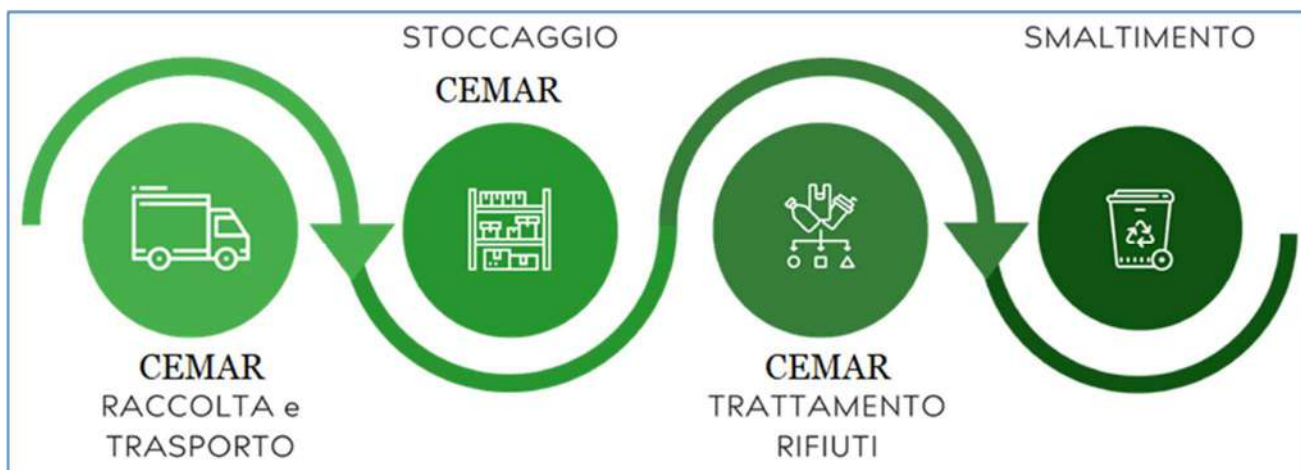 CEMAR
RACCOLTA e
TRASPORTO
STOCCAGGIO
CEMAR
CEMAR
TRATTAMENTO
RIFIUTI
SMALTIMENTO